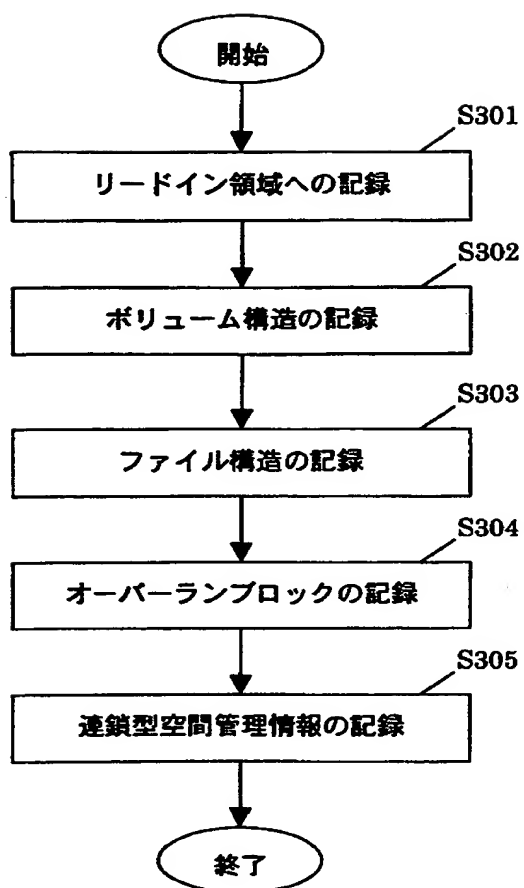 開始
S301
リードイン領域への記録
S302
ボリューム構造の記録
S303
ファイル構造の記録
S304
オーバーランブロックの記録
S305
連鎖型空間管理情報の記録
終了